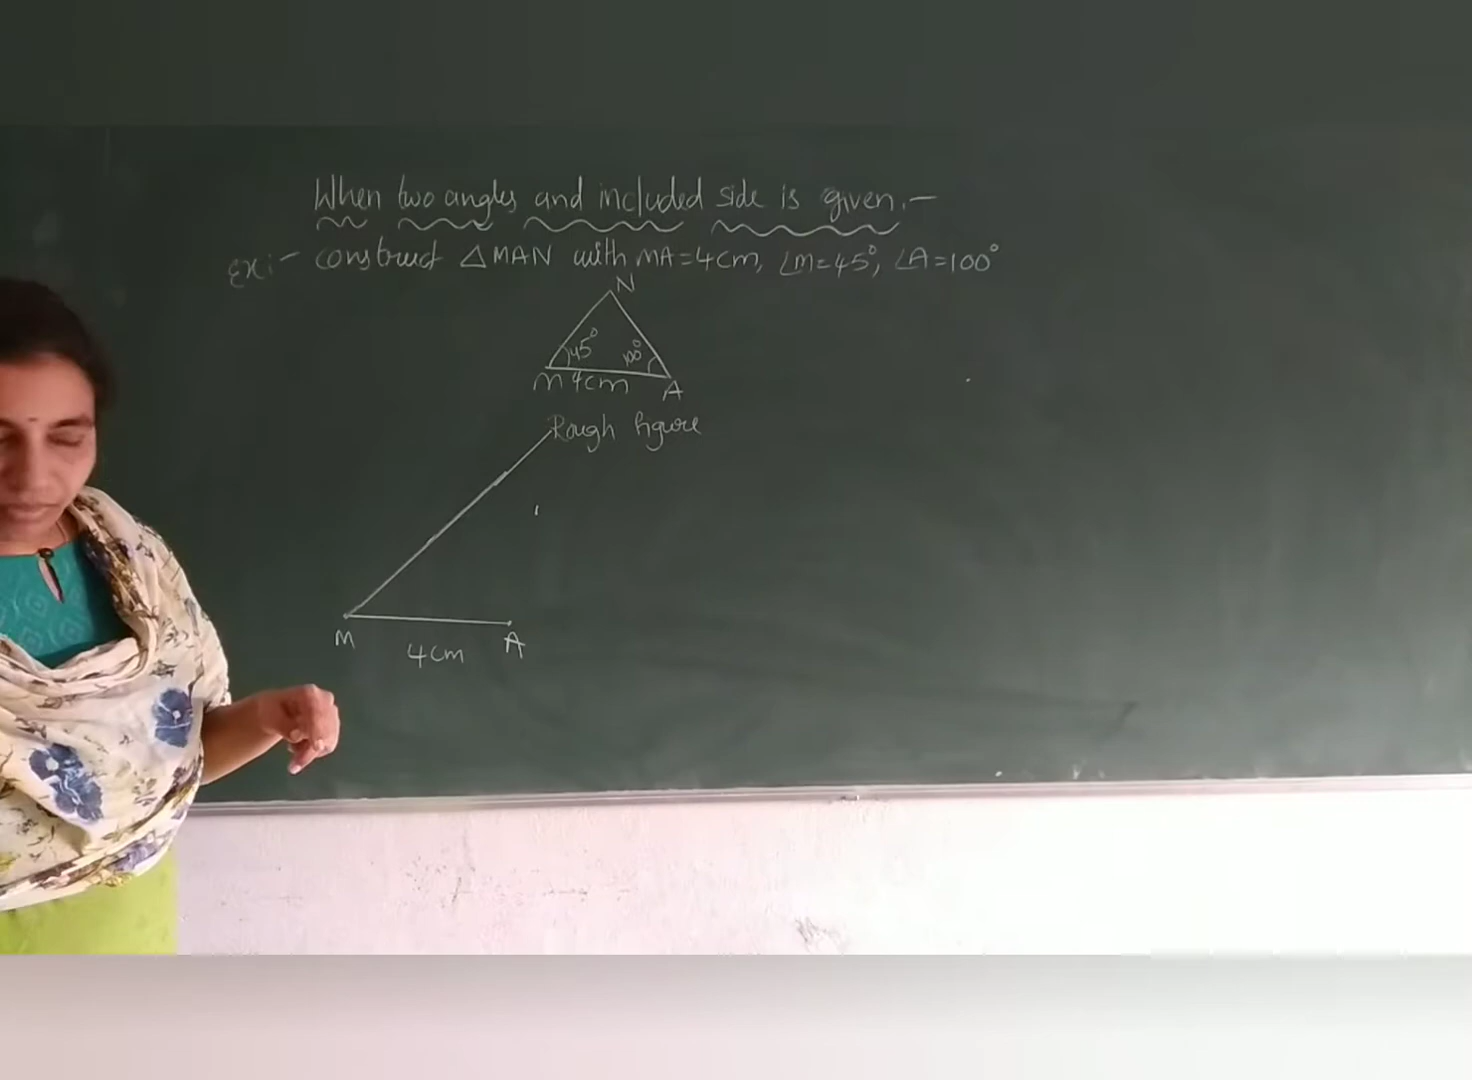 When two angles and included side is given.-
Ex:- construct △MAN with MA=4cm, ∠M=45°, ∠A=100°
N
45° 100°
M 4cm A
Rough figure
M 4cm A